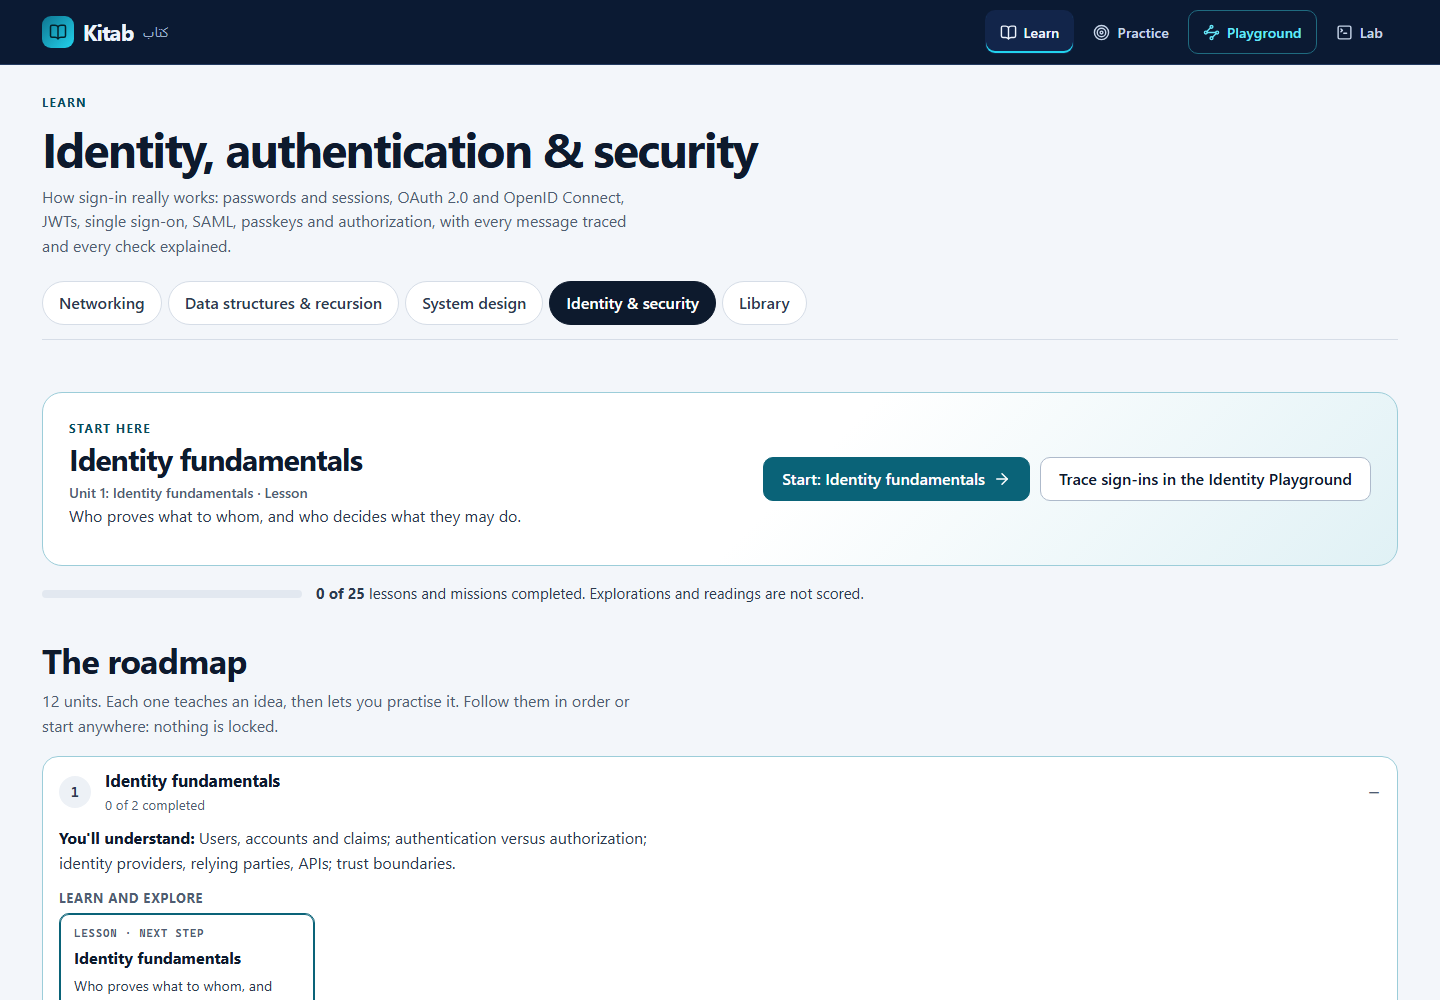 Kitab كتاب
Learn
Practice
Playground
Lab
LEARN
Identity, authentication & security
How sign-in really works: passwords and sessions, OAuth 2.0 and OpenID Connect,
JWTs, single sign-on, SAML, passkeys and authorization, with every message traced
and every check explained.
Networking
Data structures & recursion
System design
Identity & security
Library
START HERE
Identity fundamentals
Unit 1: Identity fundamentals · Lesson
Who proves what to whom, and who decides what they may do.
Start: Identity fundamentals →
Trace sign-ins in the Identity Playground
0 of 25 lessons and missions completed. Explorations and readings are not scored.
The roadmap
12 units. Each one teaches an idea, then lets you practise it. Follow them in order or
start anywhere: nothing is locked.
1
Identity fundamentals
0 of 2 completed
You'll understand: Users, accounts and claims; authentication versus authorization;
identity providers, relying parties, APIs; trust boundaries.
LEARN AND EXPLORE
LESSON · NEXT STEP
Identity fundamentals
Who proves what to whom, and